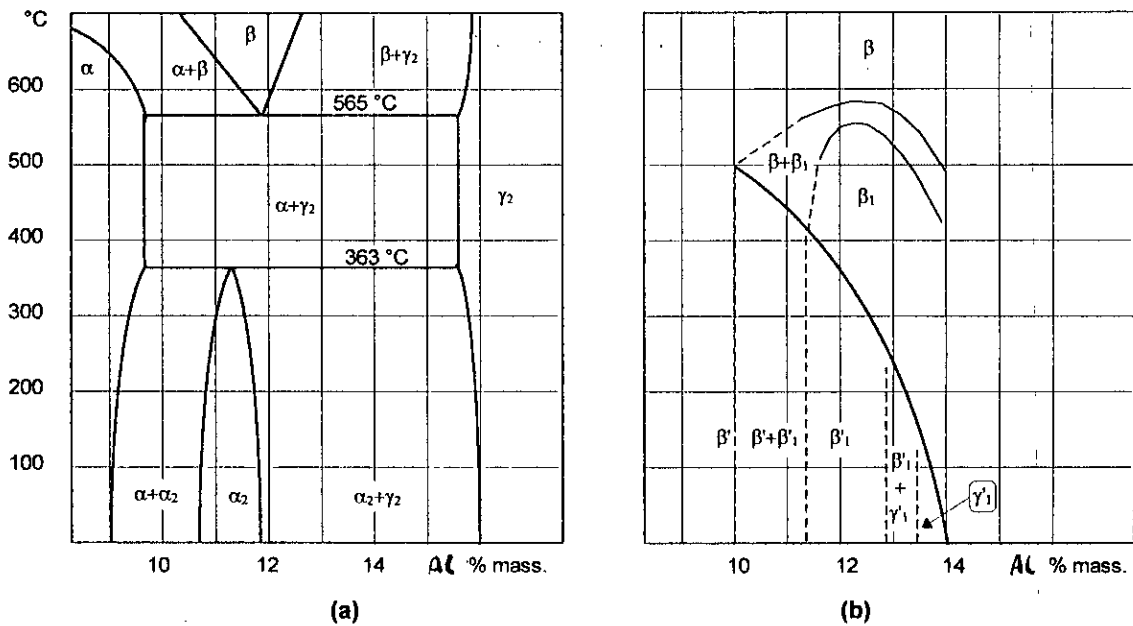 °C
600
500
400
300
200
100
α
α+β
β
β+γ₂
565 °C
α+γ₂
γ₂
363 °C
α+α₂
α₂
α₂+γ₂
10
12
14
Al % mass.
(a)
β
β+β₁
β₁
β'
β'+β'₁
β'₁
β'₁
+
γ'₁
γ'₁
10
12
14
Al % mass.
(b)